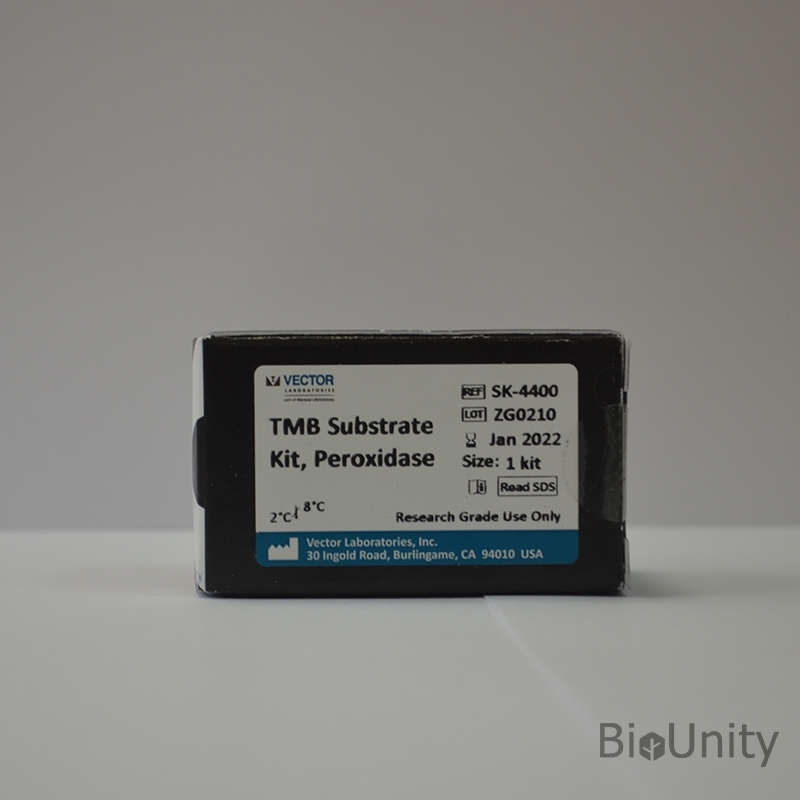 VECTOR
LABORATORIES
TMB Substrate
Kit, Peroxidase
REF SK-4400
LOT ZG0210
Jan 2022
Size: 1 kit
Read SDS
2°C 8°C
Research Grade Use Only
Vector Laboratories, Inc.
30 Ingold Road, Burlingame, CA 94010 USA
BioUnity